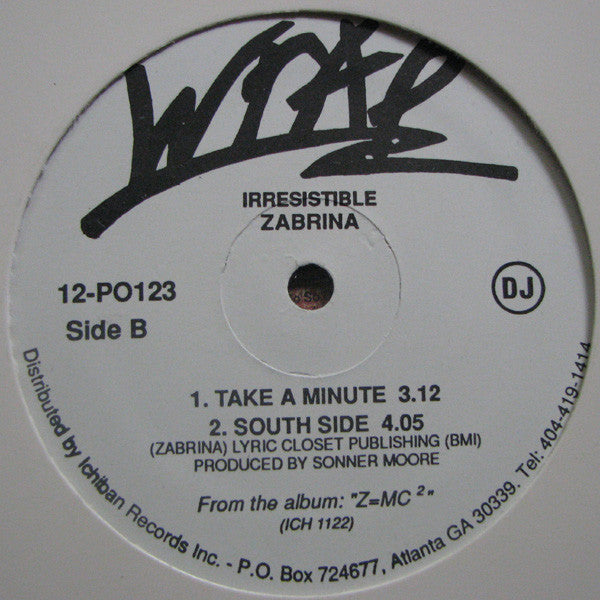 WRAP
IRRESISTIBLE
ZABRINA
12-PO123
DJ
Side B
1. TAKE A MINUTE 3.12
2. SOUTH SIDE 4.05
(ZABRINA) LYRIC CLOSET PUBLISHING (BMI)
PRODUCED BY SONNER MOORE
From the album: "Z=MC²"
(ICH 1122)
Distributed by Ichiban Records Inc. - P.O. Box 724677, Atlanta GA 30339. Tel: 404-419-1414